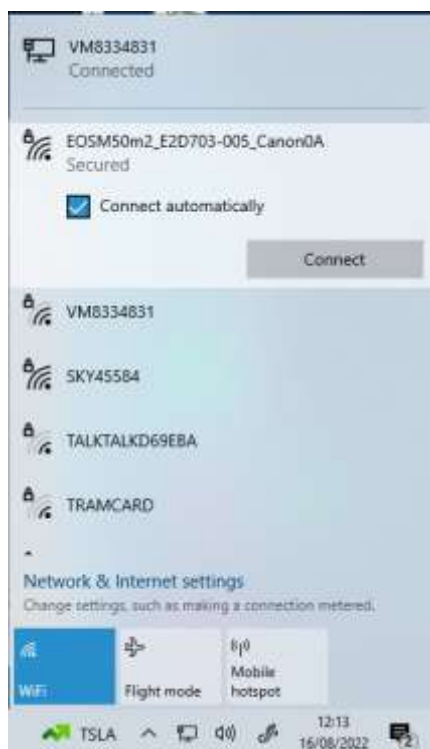 VM8334831
Connected
EOSM50m2_E2D703-005_Canon0A
Secured
Connect automatically
Connect
VM8334831
SKY45584
TALKTALKD69EBA
TRAMCARD
Network & Internet settings
Change settings, such as making a connection metered.
WiFi
Flight mode
Mobile
hotspot
TSLA
12:13
16/08/2022
2